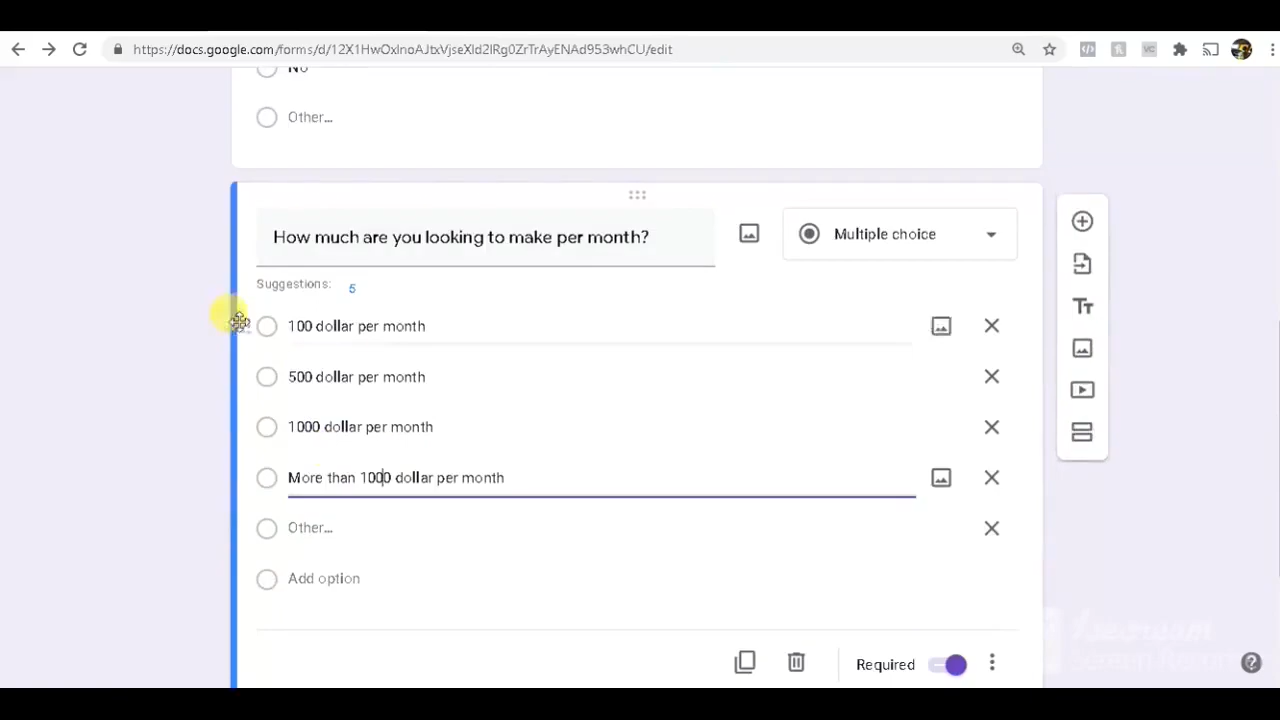 https://docs.google.com/forms/d/12X1HwOxlnoAJtxVjseXld2lRg0ZrTrAyENAd953whCU/edit
No
Other...
How much are you looking to make per month?
Multiple choice
Suggestions: 5
100 dollar per month
500 dollar per month
1000 dollar per month
More than 1000 dollar per month
Other...
Add option
Required